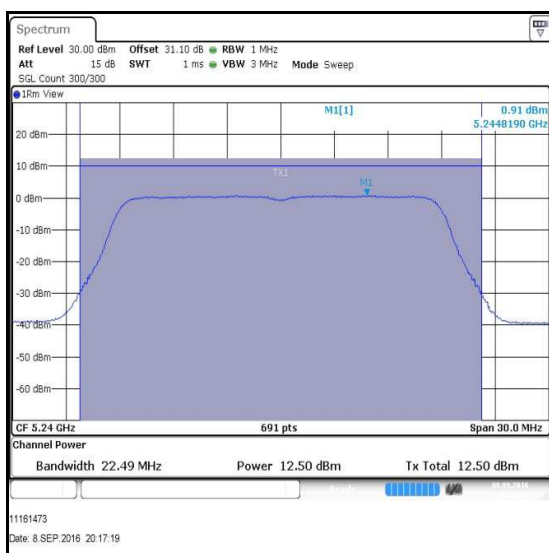 Spectrum
Ref Level 30.00 dBm Offset 31.10 dB RBW 1 MHz
Att 15 dB SWT 1 ms VBW 3 MHz Mode Sweep
SGL Count 300/300
1Rm View
M1[1] 0.91 dBm
5.2448190 GHz
20 dBm
10 dBm
TX1
M1
0 dBm
-10 dBm
-20 dBm
-30 dBm
-40 dBm
-50 dBm
-60 dBm
CF 5.24 GHz 691 pts Span 30.0 MHz
Channel Power
Bandwidth 22.49 MHz Power 12.50 dBm Tx Total 12.50 dBm
11161473
Date: 8.SEP.2016 20:17:19